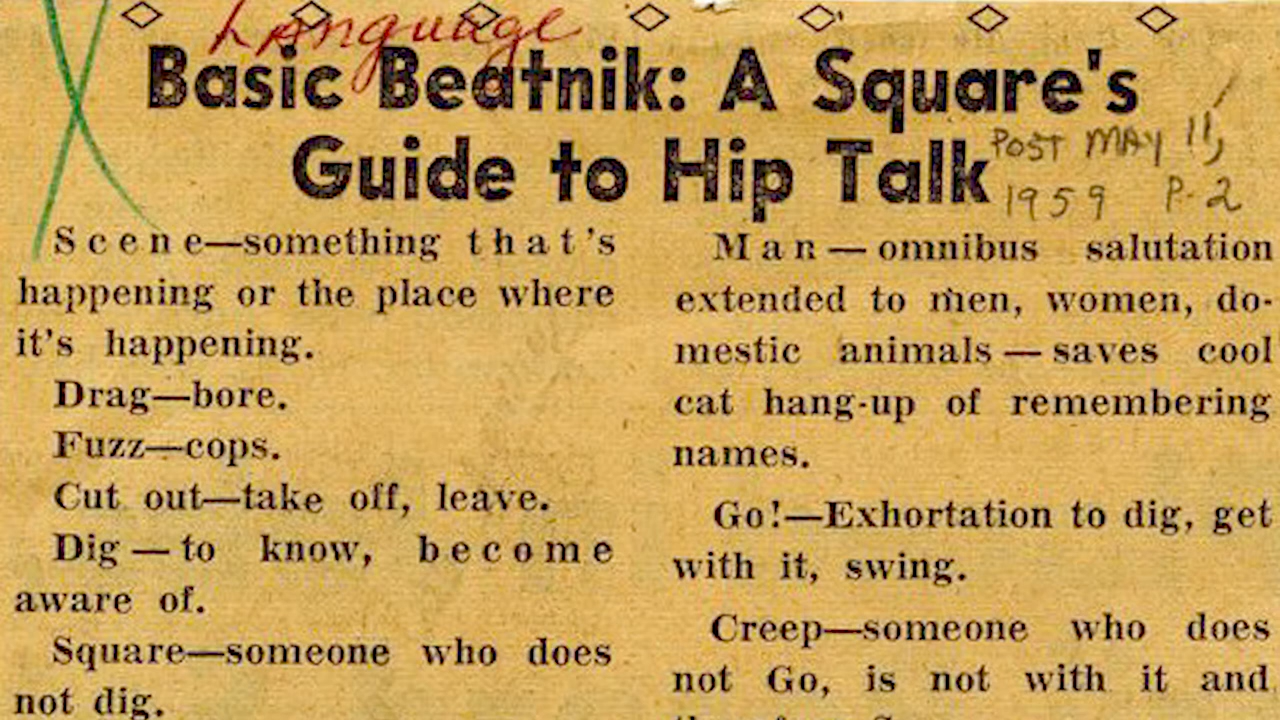 Language
Basic Beatnik: A Square's
Guide to Hip Talk
POST MAY 11,
1959 P. 2
Scene—something that's
happening or the place where
it's happening.
Drag—bore.
Fuzz—cops.
Cut out—take off, leave.
Dig — to know, become
aware of.
Square—someone who does
not dig.
Man — omnibus salutation
extended to men, women, do-
mestic animals — saves cool
cat hang-up of remembering
names.
Go!—Exhortation to dig, get
with it, swing.
Creep—someone who does
not Go, is not with it and